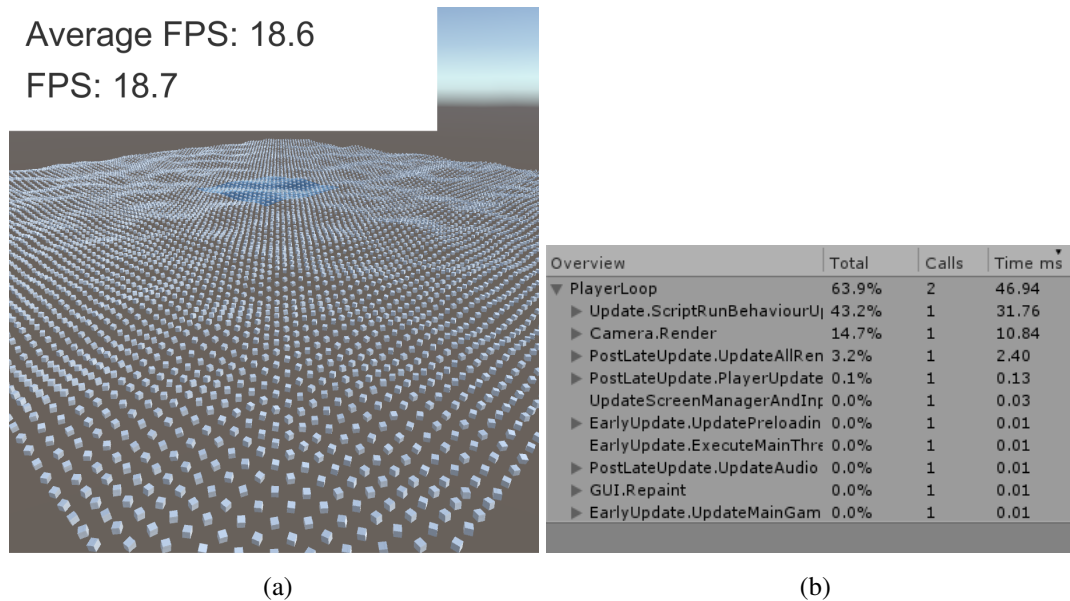 Average FPS: 18.6
FPS: 18.7
Overview Total Calls Time ms
PlayerLoop 63.9% 2 46.94
Update.ScriptRunBehaviourU 43.2% 1 31.76
Camera.Render 14.7% 1 10.84
PostLateUpdate.UpdateAllRen 3.2% 1 2.40
PostLateUpdate.PlayerUpdate 0.1% 1 0.13
UpdateScreenManagerAndInp 0.0% 1 0.03
EarlyUpdate.UpdatePreloadin 0.0% 1 0.01
EarlyUpdate.ExecuteMainThre 0.0% 1 0.01
PostLateUpdate.UpdateAudio 0.0% 1 0.01
GUI.Repaint 0.0% 1 0.01
EarlyUpdate.UpdateMainGam 0.0% 1 0.01
(a) (b)